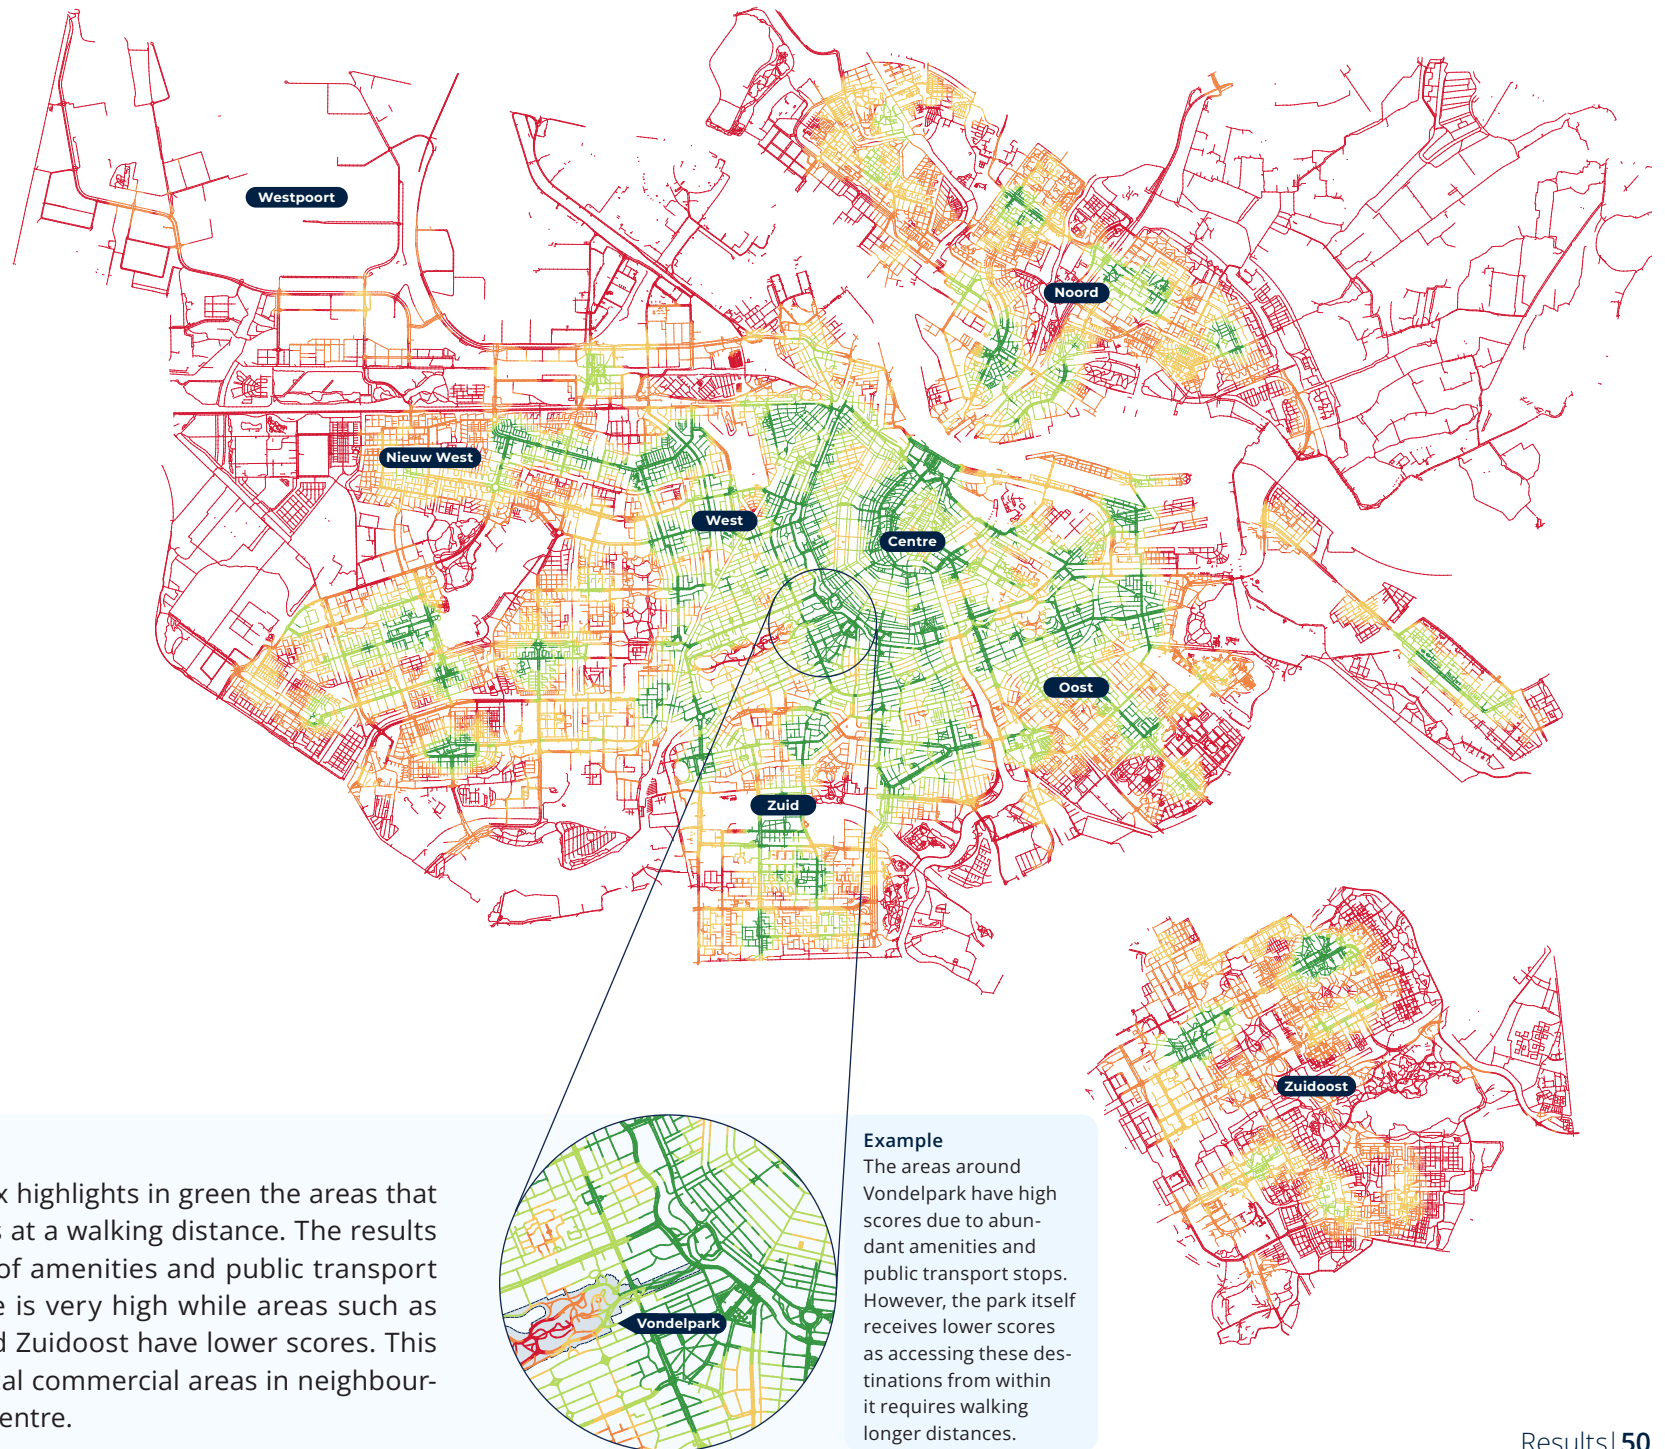 Westpoort
Noord
Nieuw West
West
Centre
Oost
Zuid
Zuidoost
highlights in green the areas that
at a walking distance. The results
of amenities and public transport
is very high while areas such as
Zuidoost have lower scores. This
commercial areas in neighbour-
Vondelpark
Example
The areas around
Vondelpark have high
scores due to abun-
dant amenities and
public transport stops.
However, the park itself
receives lower scores
as accessing these des-
tinations from within
it requires walking
longer distances.
Results| 50